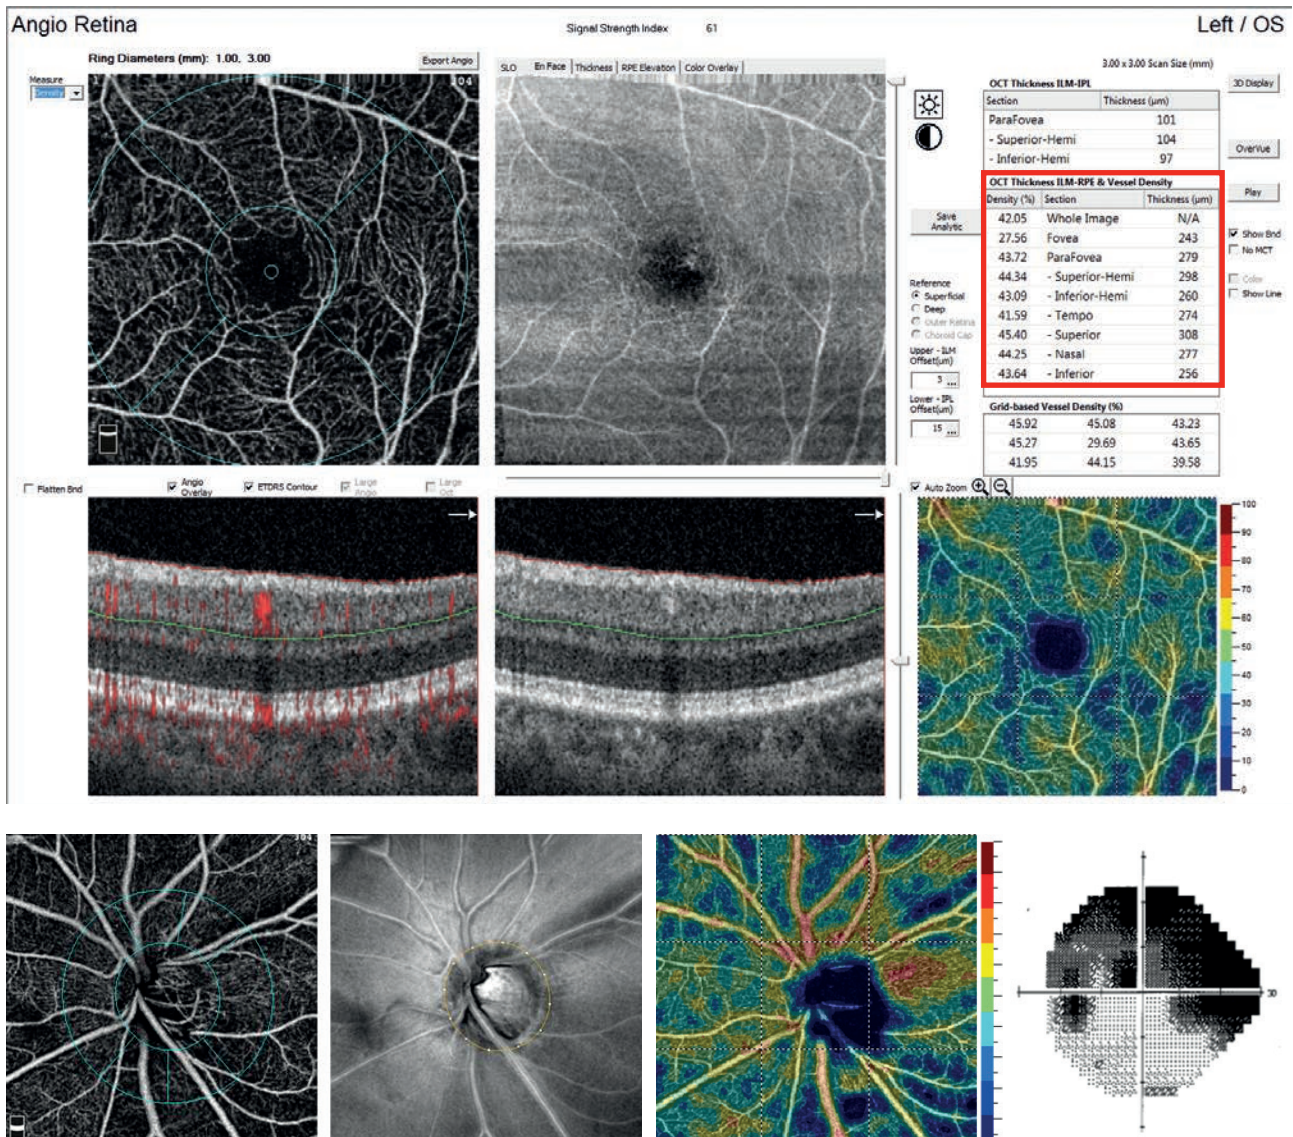 Angio Retina
Signal Strength Index 61
Left / OS
Ring Diameters (mm): 1.00, 3.00
Export Angio
Measure
Density
SLO En Face Thickness RPE Elevation Color Overlay
3.00 x 3.00 Scan Size (mm)
OCT Thickness ILM-IPL
Section Thickness (µm)
ParaFovea 101
- Superior-Hemi 104
- Inferior-Hemi 97
3D Display
OverVue
Play
OCT Thickness ILM-RPE & Vessel Density
Density (%) Section Thickness (µm)
42.05 Whole Image N/A
27.56 Fovea 243
43.72 ParaFovea 279
44.34 - Superior-Hemi 298
43.09 - Inferior-Hemi 260
41.59 - Tempo 274
45.40 - Superior 308
44.25 - Nasal 277
43.64 - Inferior 256
Show Bnd
No MCT
Color
Show Line
Save
Analytic
Reference
Superficial
Deep
Outer Retina
Choroid Cap
Upper - ILM
Offset(um)
3 ...
Lower - IPL
Offset(um)
15 ...
Grid-based Vessel Density (%)
45.92 45.08 43.23
45.27 29.69 43.65
41.95 44.15 39.58
Flatten Bnd
Angio
Overlay
ETDRS Contour
Large
Angio
Large
Oct
Auto Zoom
100
90
80
70
60
50
40
30
20
10
0
30